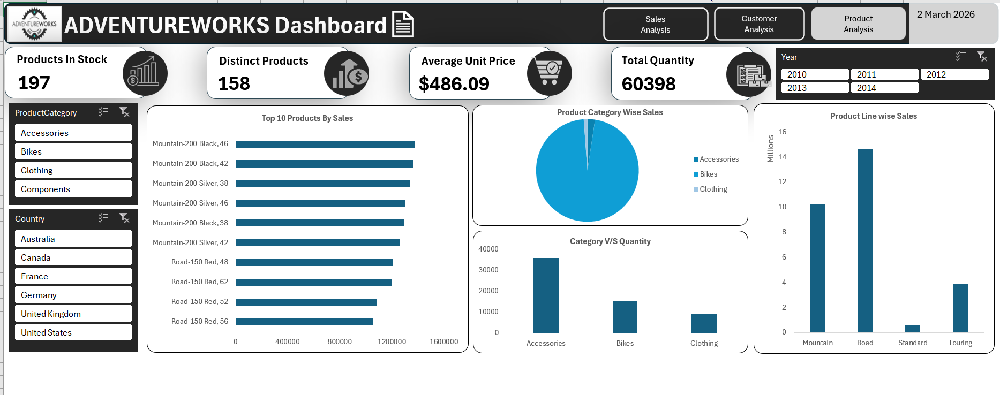 ADVENTUREWORKS
ADVENTUREWORKS Dashboard
Sales
Analysis
Customer
Analysis
Product
Analysis
2 March 2026
Products In Stock
197
Distinct Products
158
Average Unit Price
$486.09
Total Quantity
60398
Year
2010
2011
2012
2013
2014
ProductCategory
Accessories
Bikes
Clothing
Components
Country
Australia
Canada
France
Germany
United Kingdom
United States
Top 10 Products By Sales
Mountain-200 Black, 46
Mountain-200 Black, 42
Mountain-200 Silver, 38
Mountain-200 Silver, 46
Mountain-200 Black, 38
Mountain-200 Silver, 42
Road-150 Red, 48
Road-150 Red, 62
Road-150 Red, 52
Road-150 Red, 56
0 400000 800000 1200000 1600000
Product Category Wise Sales
Accessories
Bikes
Clothing
Category V/S Quantity
40000
30000
20000
10000
0
Accessories Bikes Clothing
Product Line wise Sales
Millions
16
14
12
10
8
6
4
2
0
Mountain Road Standard Touring